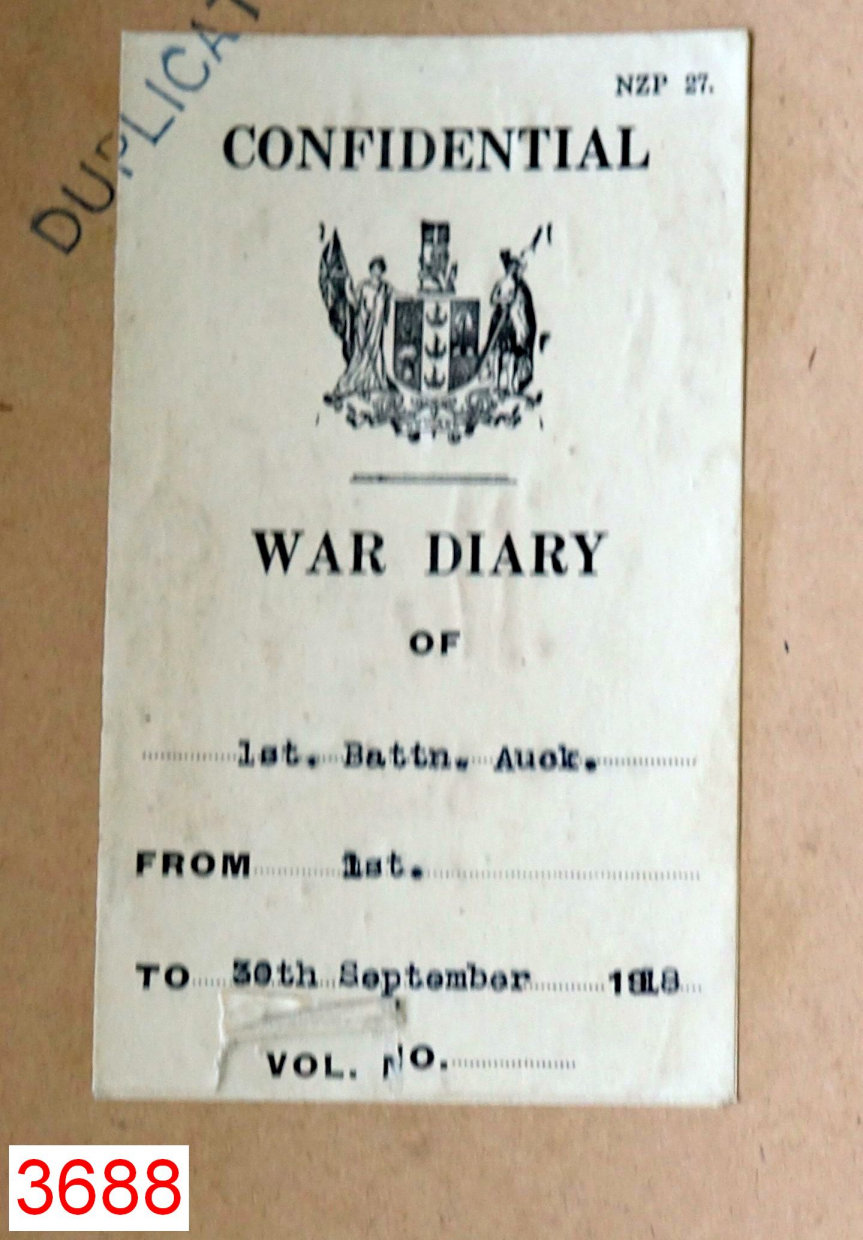 DUPLICAT
NZP 27.
CONFIDENTIAL
WAR DIARY
OF
1st. Battn. Auck.
FROM 1st.
TO 30th September 1918
VOL. NO.
3688